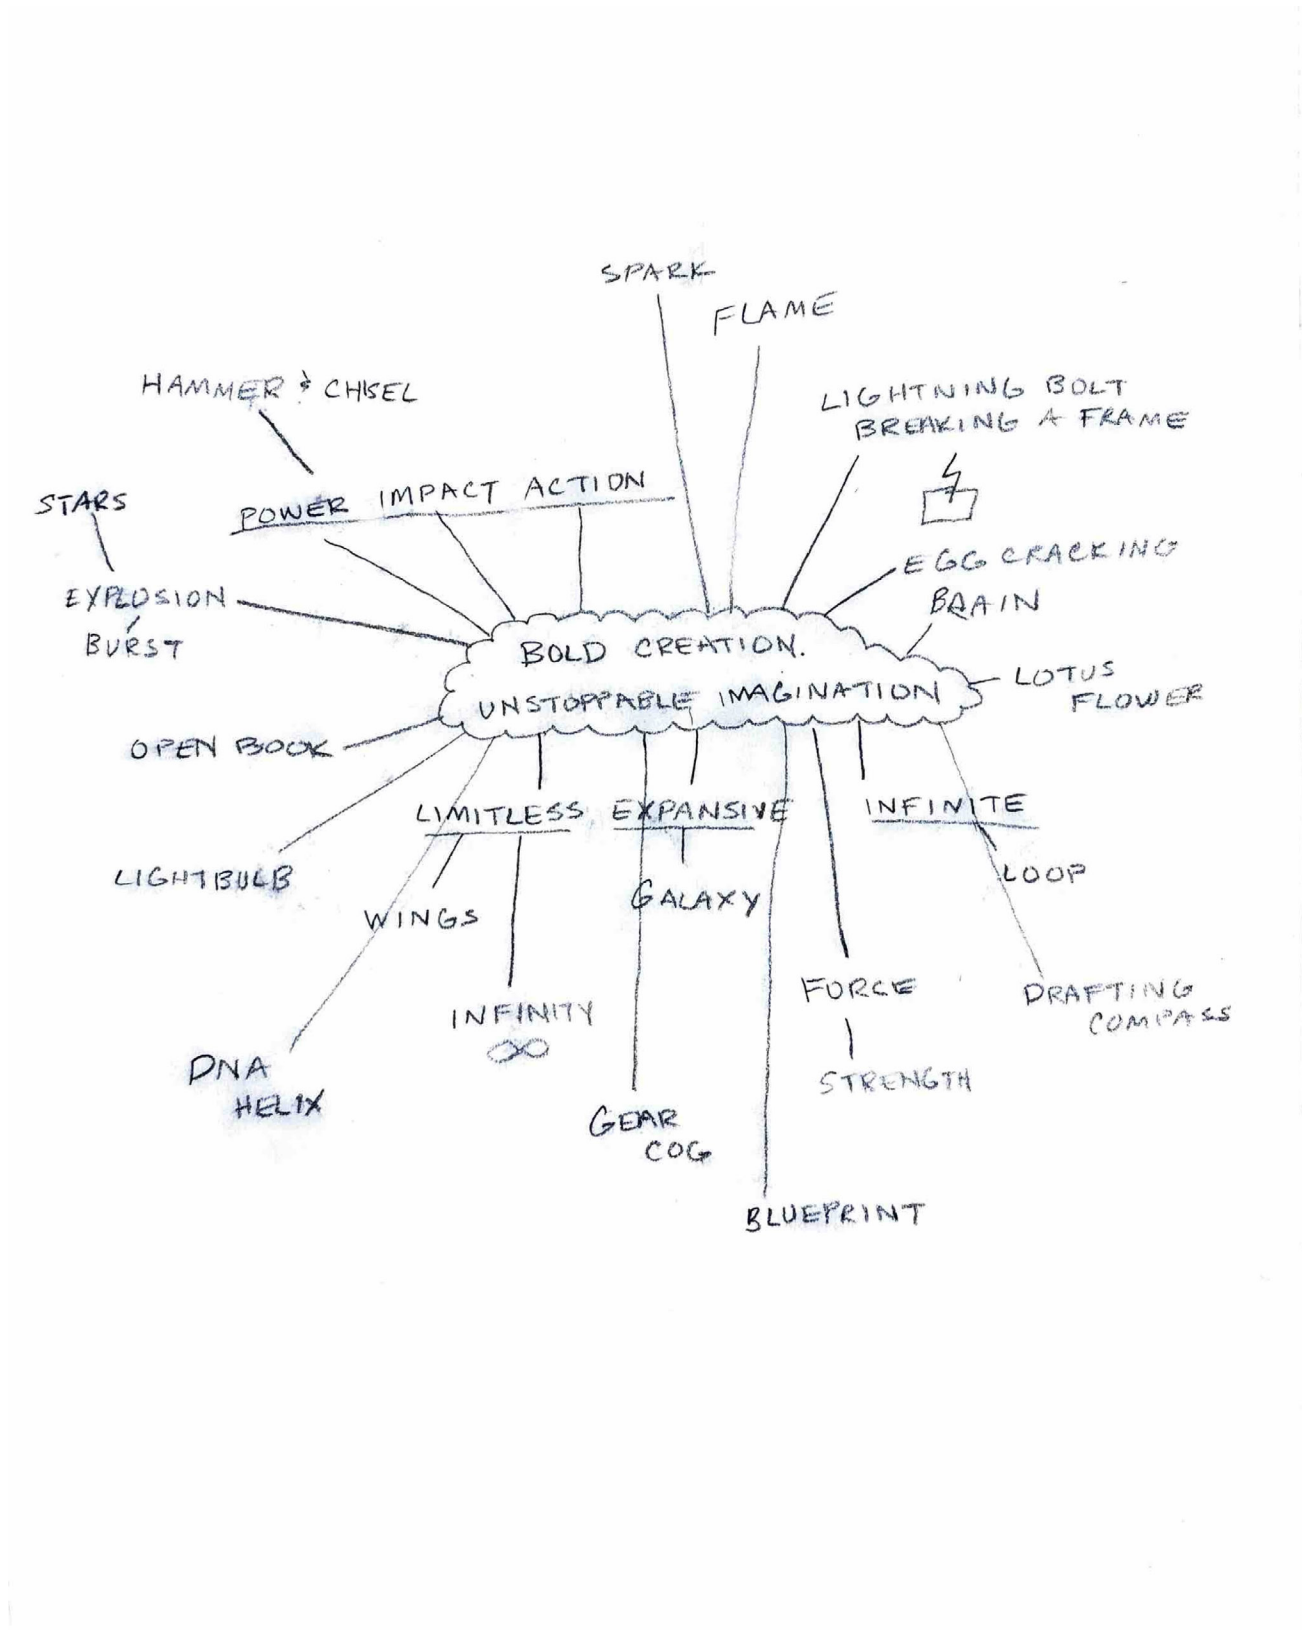 SPARK
FLAME
HAMMER & CHISEL
LIGHTNING BOLT
BREAKING A FRAME
STARS
POWER IMPACT ACTION
EGG CRACKING
EXPLOSION
BURST
BRAIN
BOLD CREATION.
UNSTOPPABLE IMAGINATION
LOTUS
FLOWER
OPEN BOOK
LIMITLESS EXPANSIVE INFINITE
LIGHTBULB
LOOP
WINGS
GALAXY
INFINITY
∞
FORCE
DRAFTING
COMPASS
DNA
HELIX
STRENGTH
GEAR
COG
BLUEPRINT